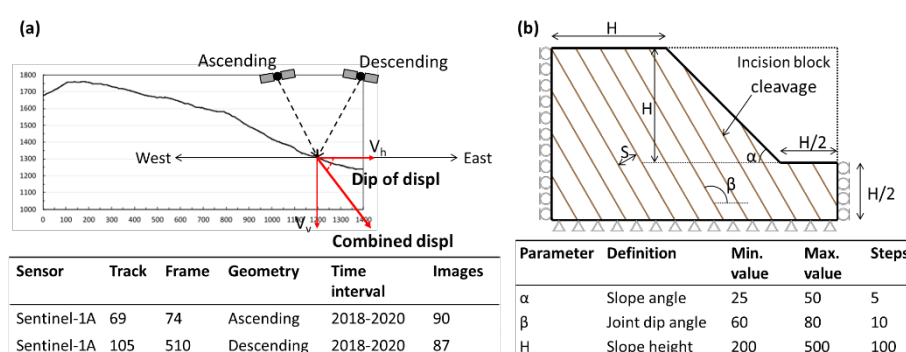 (a)
Ascending
Descending
1800
1700
1600
1500
1400
1300
1200
1100
1000
0 100 200 300 400 500 600 700 800 900 1000 1100 1200 1300 1400
West
East
Vh
Dip of displ
Vv
Combined displ
Sensor Track Frame Geometry Time interval Images
Sentinel-1A 69 74 Ascending 2018-2020 90
Sentinel-1A 105 510 Descending 2018-2020 87
(b)
H
Incision block
cleavage
H
H/2
S
α
β
H/2
Parameter Definition Min. value Max. value Steps
α Slope angle 25 50 5
β Joint dip angle 60 80 10
H Slope height 200 500 100